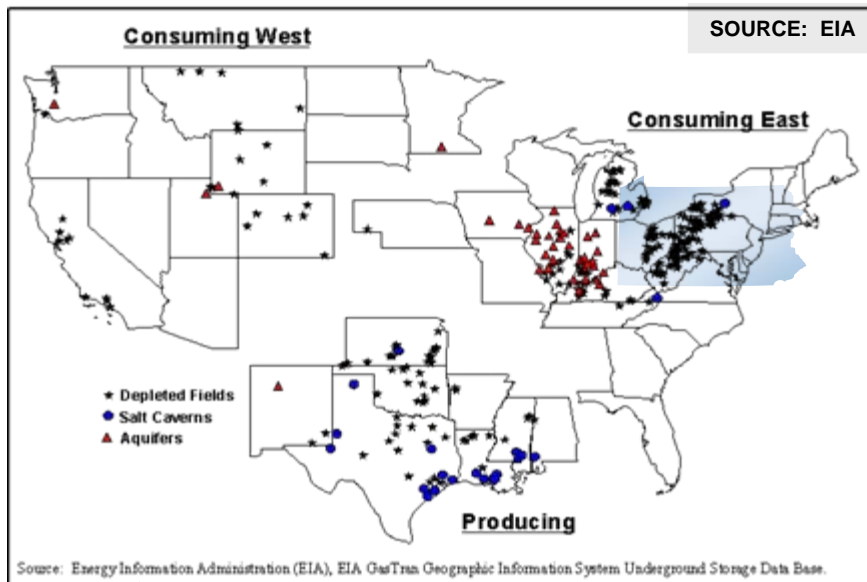 SOURCE: EIA
Consuming West
Consuming East
Depleted Fields
Salt Caverns
Aquifers
Producing
Source: Energy Information Administration (EIA), EIA GasTran Geographic Information System Underground Storage Data Base.